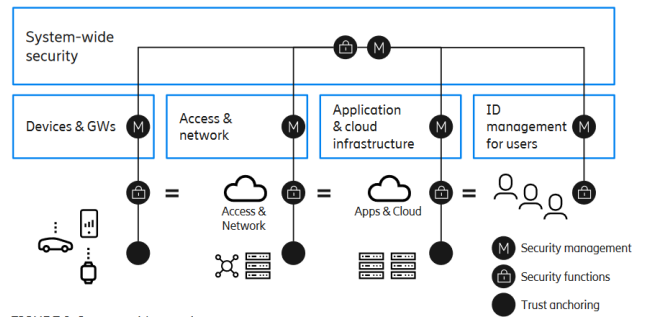 System-wide
security
M
Devices & GWs
M
Access &
network
M
Application
& cloud
infrastructure
M
ID
management
for users
M
=
=
=
Access &
Network
Apps & Cloud
M
Security management
Security functions
Trust anchoring